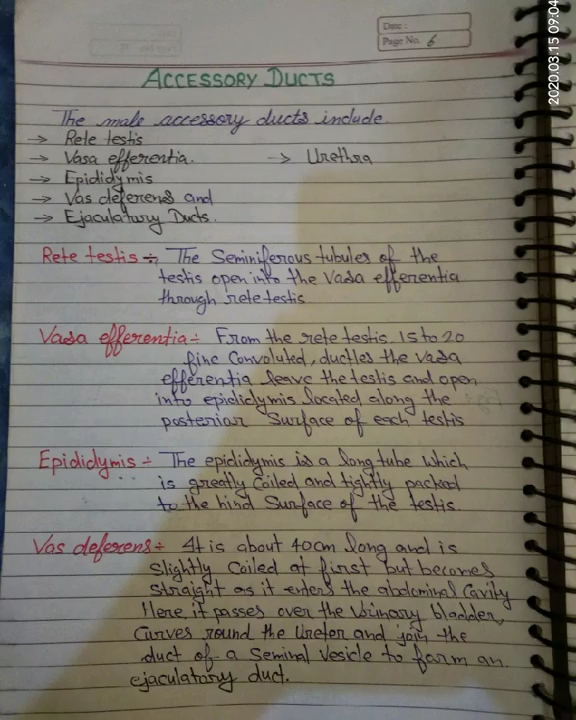 Date :
Page No. 6
2020.03.15 09:04
ACCESSORY DUCTS
The male accessory ducts include
→ Rete testis
→ Vasa efferentia. → Urethra
→ Epididymis
→ Vas deferens and
→ Ejaculatory Ducts.
Rete testis :- The Seminiferous tubules of the
testis open into the Vasa efferentia
through rete testis
Vasa efferentia :- From the rete testis 15 to 20
fine Convoluted, ductles the vasa
efferentia leave the testis and open
into epididymis located along the
posterior Surface of each testis
Epididymis :- The epididymis is a long tube which
is greatly Coiled and tightly packed
to the hind Surface of the testis.
Vas deferens :- It is about 40cm long and is
slightly Coiled at first but becomes
straight as it enters the abdominal Cavity
Here it passes over the Urinary bladder,
Curves round the Ureter and join the
duct of a Seminal Vesicle to form an
ejaculatory duct.